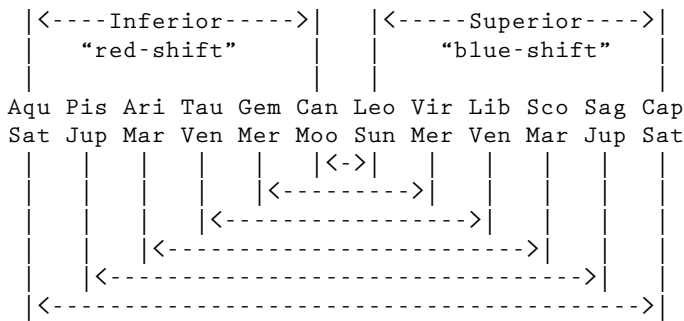 |<----Inferior----->| |<-----Superior---->|
| “red-shift” | | “blue-shift” |
| | | |
Aqu Pis Ari Tau Gem Can Leo Vir Lib Sco Sag Cap
Sat Jup Mar Ven Mer Moo Sun Mer Ven Mar Jup Sat
| | | | | |<->| | | | | |
| | | | |<--------->| | | | |
| | | |<----------------->| | | |
| | |<------------------------->| | |
| |<--------------------------------->| |
|<----------------------------------------->|